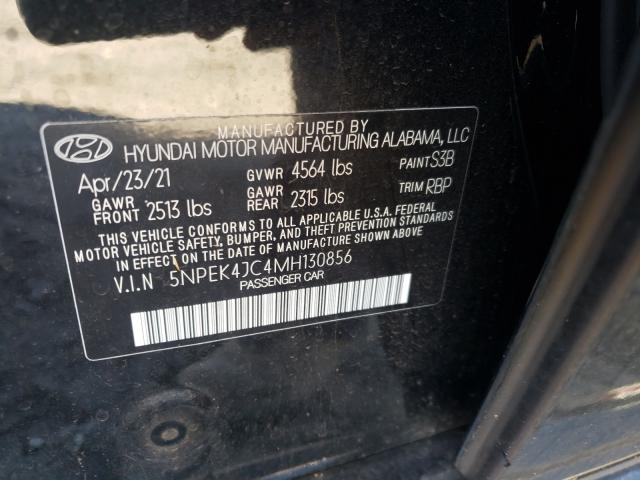 MANUFACTURED BY
HYUNDAI MOTOR MANUFACTURING ALABAMA, LLC
Apr/23/21 GVWR 4564 lbs PAINT S3B
GAWR FRONT 2513 lbs GAWR REAR 2315 lbs TRIM RBP
THIS VEHICLE CONFORMS TO ALL APPLICABLE U.S.A. FEDERAL
MOTOR VEHICLE SAFETY, BUMPER, AND THEFT PREVENTION STANDARDS
IN EFFECT ON THE DATE OF MANUFACTURE SHOWN ABOVE.
V.I.N 5NPEK4JC4MH130856
PASSENGER CAR